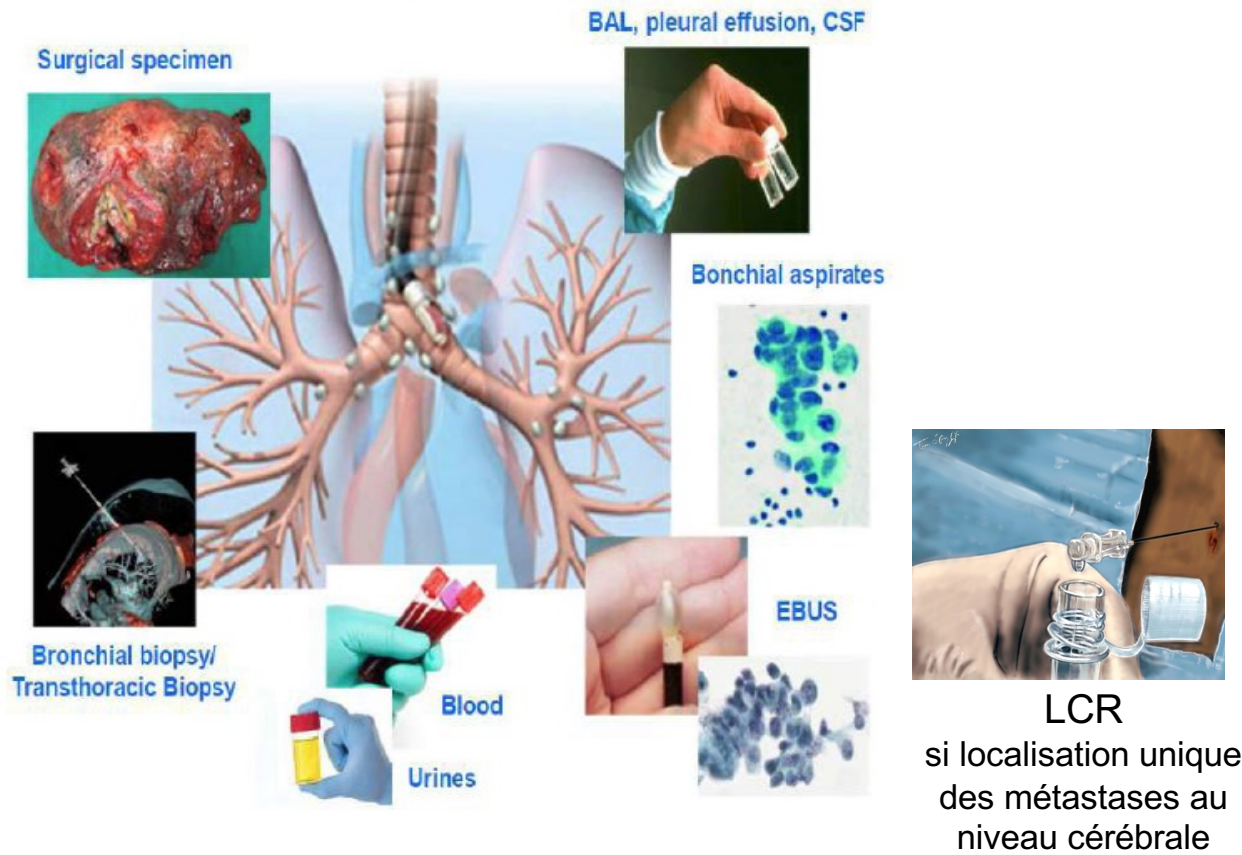 BAL, pleural effusion, CSF
Surgical specimen
Bonchial aspirates
EBUS
Bronchial biopsy/
Transthoracic Biopsy
Blood
Urines
LCR
si localisation unique
des métastases au
niveau cérébrale